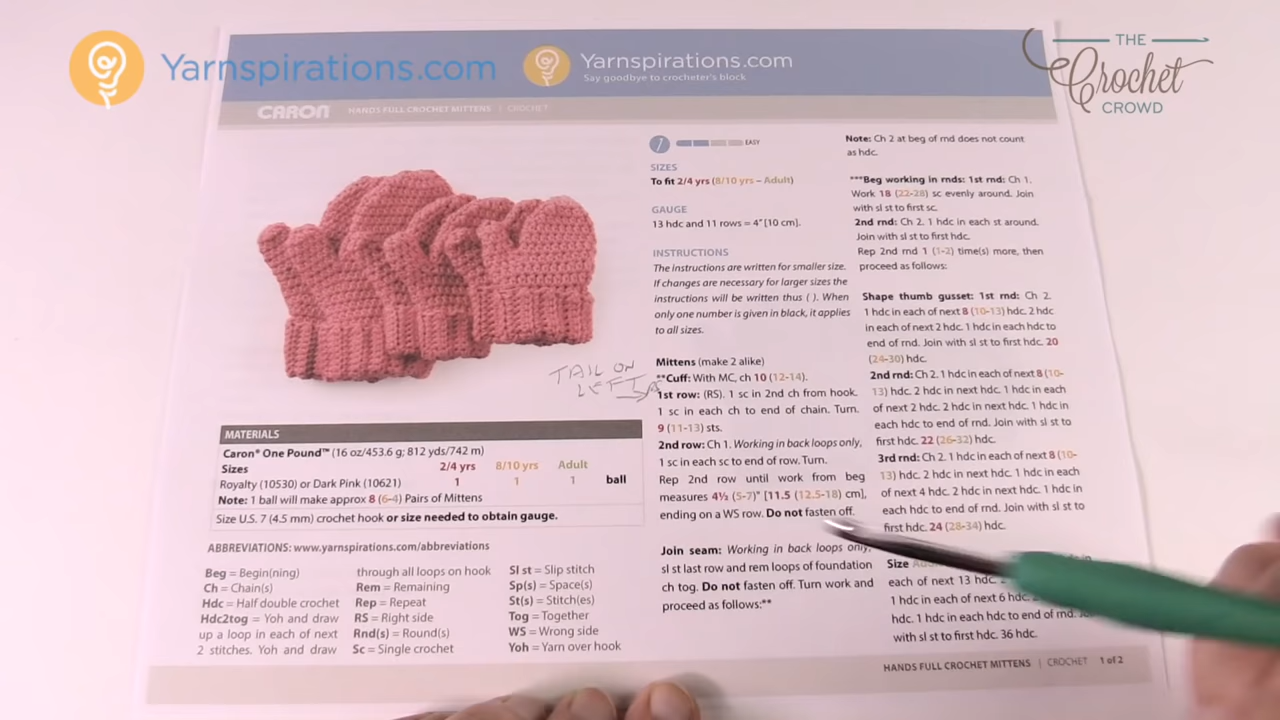 Yarnspirations.com
Yarnspirations.com
Say goodbye to crocheter's block
THE
Crochet
CROWD
CARON
HANDS FULL CROCHET MITTENS | CROCHET
TAIL ON
LEFT
MATERIALS
Caron® One Pound™ (16 oz/453.6 g; 812 yds/742 m)
Sizes 2/4 yrs 8/10 yrs Adult
Royalty (10530) or Dark Pink (10621) 1 1 1 ball
Note: 1 ball will make approx 8 (6-4) Pairs of Mittens
Size U.S. 7 (4.5 mm) crochet hook or size needed to obtain gauge.
ABBREVIATIONS: www.yarnspirations.com/abbreviations
Beg = Begin(ning)
Ch = Chain(s)
Hdc = Half double crochet
Hdc2tog = Yoh and draw
up a loop in each of next
2 stitches. Yoh and draw
through all loops on hook
Rem = Remaining
Rep = Repeat
RS = Right side
Rnd(s) = Round(s)
Sc = Single crochet
Sl st = Slip stitch
Sp(s) = Space(s)
St(s) = Stitch(es)
Tog = Together
WS = Wrong side
Yoh = Yarn over hook
EASY
SIZES
To fit 2/4 yrs (8/10 yrs – Adult)
GAUGE
13 hdc and 11 rows = 4" [10 cm].
INSTRUCTIONS
The instructions are written for smaller size.
If changes are necessary for larger sizes the
instructions will be written thus ( ). When
only one number is given in black, it applies
to all sizes.
Mittens (make 2 alike)
**Cuff: With MC, ch 10 (12-14).
1st row: (RS). 1 sc in 2nd ch from hook.
1 sc in each ch to end of chain. Turn.
9 (11-13) sts.
2nd row: Ch 1. Working in back loops only,
1 sc in each sc to end of row. Turn.
Rep 2nd row until work from beg
measures 4½ (5-7)" [11.5 (12.5-18) cm],
ending on a WS row. Do not fasten off.
Join seam: Working in back loops only,
sl st last row and rem loops of foundation
ch tog. Do not fasten off. Turn work and
proceed as follows:**
Note: Ch 2 at beg of rnd does not count
as hdc.
***Beg working in rnds: 1st rnd: Ch 1.
Work 18 (22-28) sc evenly around. Join
with sl st to first sc.
2nd rnd: Ch 2. 1 hdc in each st around.
Join with sl st to first hdc.
Rep 2nd rnd 1 (1-2) time(s) more, then
proceed as follows:
Shape thumb gusset: 1st rnd: Ch 2.
1 hdc in each of next 8 (10-13) hdc. 2 hdc
in each of next 2 hdc. 1 hdc in each hdc to
end of rnd. Join with sl st to first hdc. 20
(24-30) hdc.
2nd rnd: Ch 2. 1 hdc in each of next 8 (10-
13) hdc. 2 hdc in next hdc. 1 hdc in each
of next 2 hdc. 2 hdc in next hdc. 1 hdc in
each hdc to end of rnd. Join with sl st to
first hdc. 22 (26-32) hdc.
3rd rnd: Ch 2. 1 hdc in each of next 8 (10-
13) hdc. 2 hdc in next hdc. 1 hdc in each
of next 4 hdc. 2 hdc in next hdc. 1 hdc in
each hdc to end of rnd. Join with sl st to
first hdc. 24 (28-34) hdc.
Size
each of next 13 hdc.
1 hdc in each of next 6 hdc.
hdc. 1 hdc in each hdc to end of rnd.
with sl st to first hdc. 36 hdc.
HANDS FULL CROCHET MITTENS | CROCHET 1 of 2